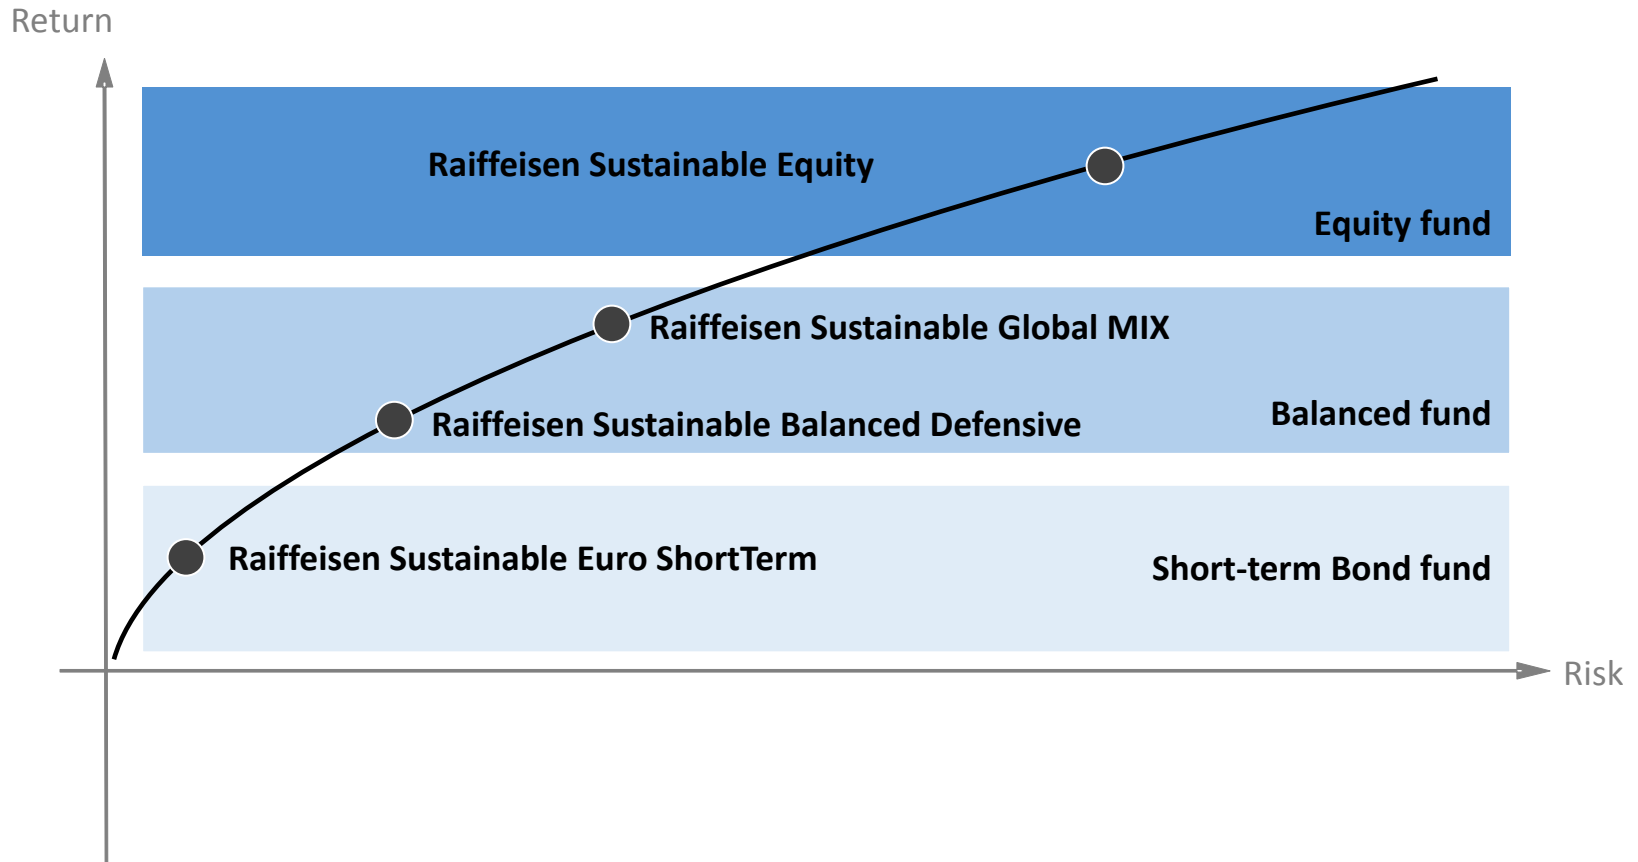 Return
Raiffeisen Sustainable Equity
Equity fund
Raiffeisen Sustainable Global MIX
Raiffeisen Sustainable Balanced Defensive
Balanced fund
Raiffeisen Sustainable Euro ShortTerm
Short-term Bond fund
Risk